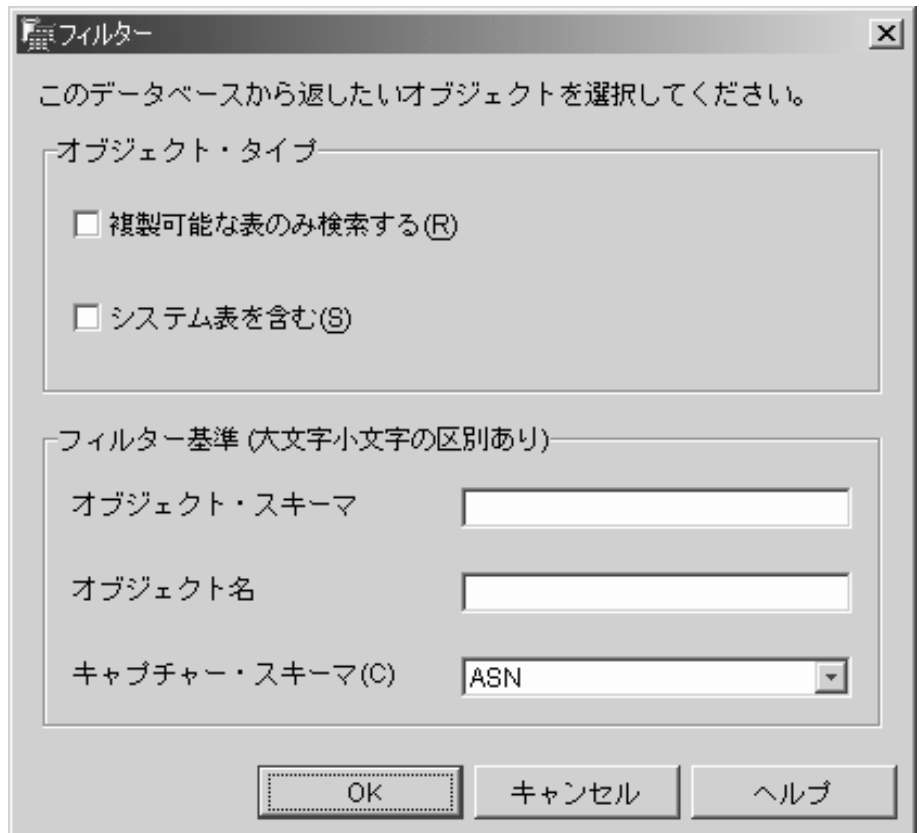 フィルター
このデータベースから返したいオブジェクトを選択してください。
オブジェクト・タイプ
複製可能な表のみ検索する(R)
システム表を含む(S)
フィルター基準 (大文字小文字の区別あり)
オブジェクト・スキーマ
オブジェクト名
キャプチャー・スキーマ(C)
ASN
OK
キャンセル
ヘルプ